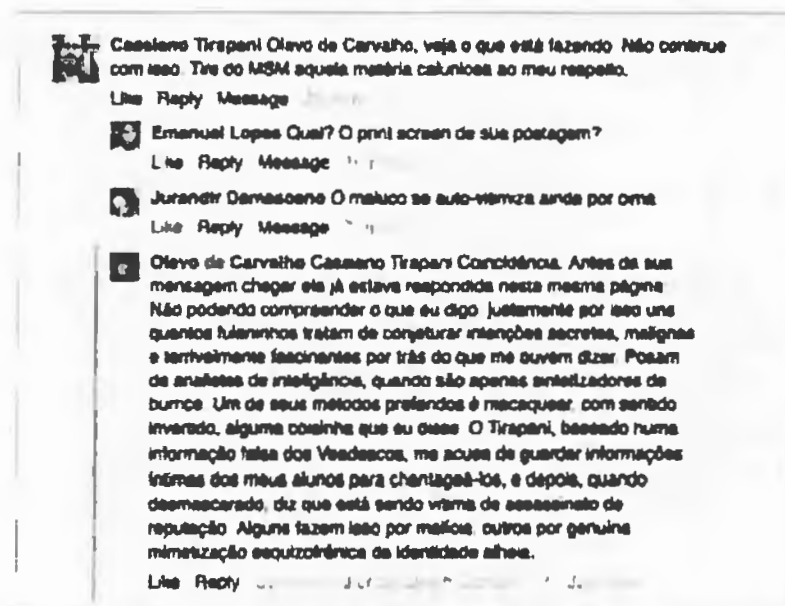 Cassiano Tirapani Olavo de Carvalho, veja o que está fazendo. Não continue
com isso. Tire do MSM aquela matéria caluniosa ao meu respeito.
Like Reply Message
Emanuel Lopes Qual? O print screen de sua postagem?
Like Reply Message
Jurandir Damasceno O maluco se auto-vitimiza ainda por cima
Like Reply Message
Olavo de Carvalho Cassiano Tirapani Coincidência. Antes da sua
mensagem chegar ela já estava respondida nesta mesma página:
Não podendo compreender o que eu digo, justamente por isso uns
quantos fulaninhos tratam de conjeturar intenções secretas, malignas
e terrivelmente fascinantes por trás do que me ouvem dizer. Posam
de analistas de inteligência, quando são apenas sintetizadores de
burrice. Um de seus métodos preferidos é macaquear, com sentido
invertido, alguma coisinha que eu disse. O Tirapani, baseado numa
informação falsa dos Veadascos, me acusa de guardar informações
íntimas dos meus alunos para chantageá-los, e depois, quando
desmascarado, diz que está sendo vítima de assassinato de
reputação. Alguns fazem isso por malícia, outros por genuína
mimetização esquizofrênica da identidade alheia.
Like Reply